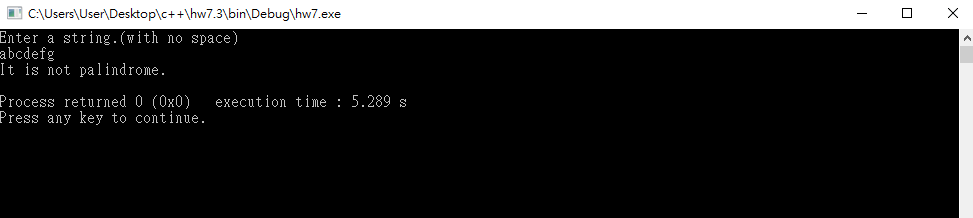 C:\Users\User\Desktop\c++\hw7.3\bin\Debug\hw7.exe
Enter a string.(with no space)
abcdefg
It is not palindrome.
Process returned 0 (0x0)   execution time : 5.289 s
Press any key to continue.